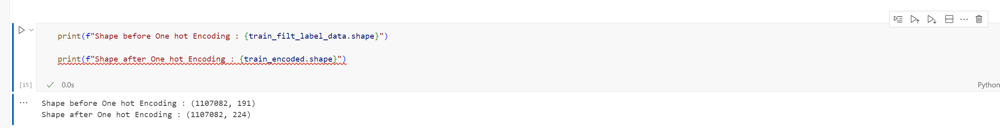 print(f"Shape before One hot Encoding : {train_filt_label_data.shape}")
print(f"Shape after One hot Encoding : {train_encoded.shape}")
[15]
0.0s
Python
Shape before One hot Encoding : (1107082, 191)
Shape after One hot Encoding : (1107082, 224)